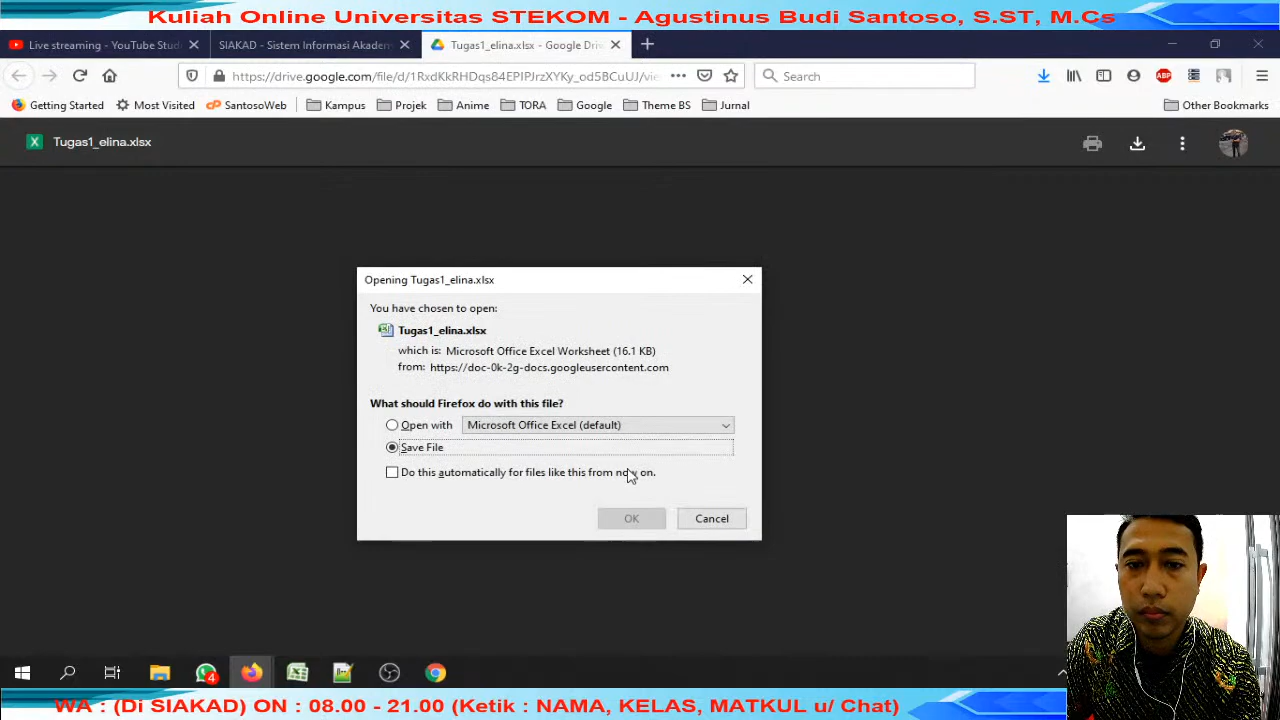 Kuliah Online Universitas STEKOM - Agustinus Budi Santoso, S.ST, M.Cs
Live streaming - YouTube Stud
SIAKAD - Sistem Informasi Akadem
Tugas1_elina.xlsx - Google Driv
https://drive.google.com/file/d/1RxdKkRHDqs84EPIPJrzXYKy_od5BCuUJ/vie
Search
ABP
Getting Started
Most Visited
SantosoWeb
Kampus
Projek
Anime
TORA
Google
Theme BS
Jurnal
Other Bookmarks
Tugas1_elina.xlsx
Opening Tugas1_elina.xlsx
You have chosen to open:
Tugas1_elina.xlsx
which is: Microsoft Office Excel Worksheet (16.1 KB)
from: https://doc-0k-2g-docs.googleusercontent.com
What should Firefox do with this file?
Open with Microsoft Office Excel (default)
Save File
Do this automatically for files like this from now on.
OK
Cancel
4
WA : (Di SIAKAD) ON : 08.00 - 21.00 (Ketik : NAMA, KELAS, MATKUL u/ Chat)